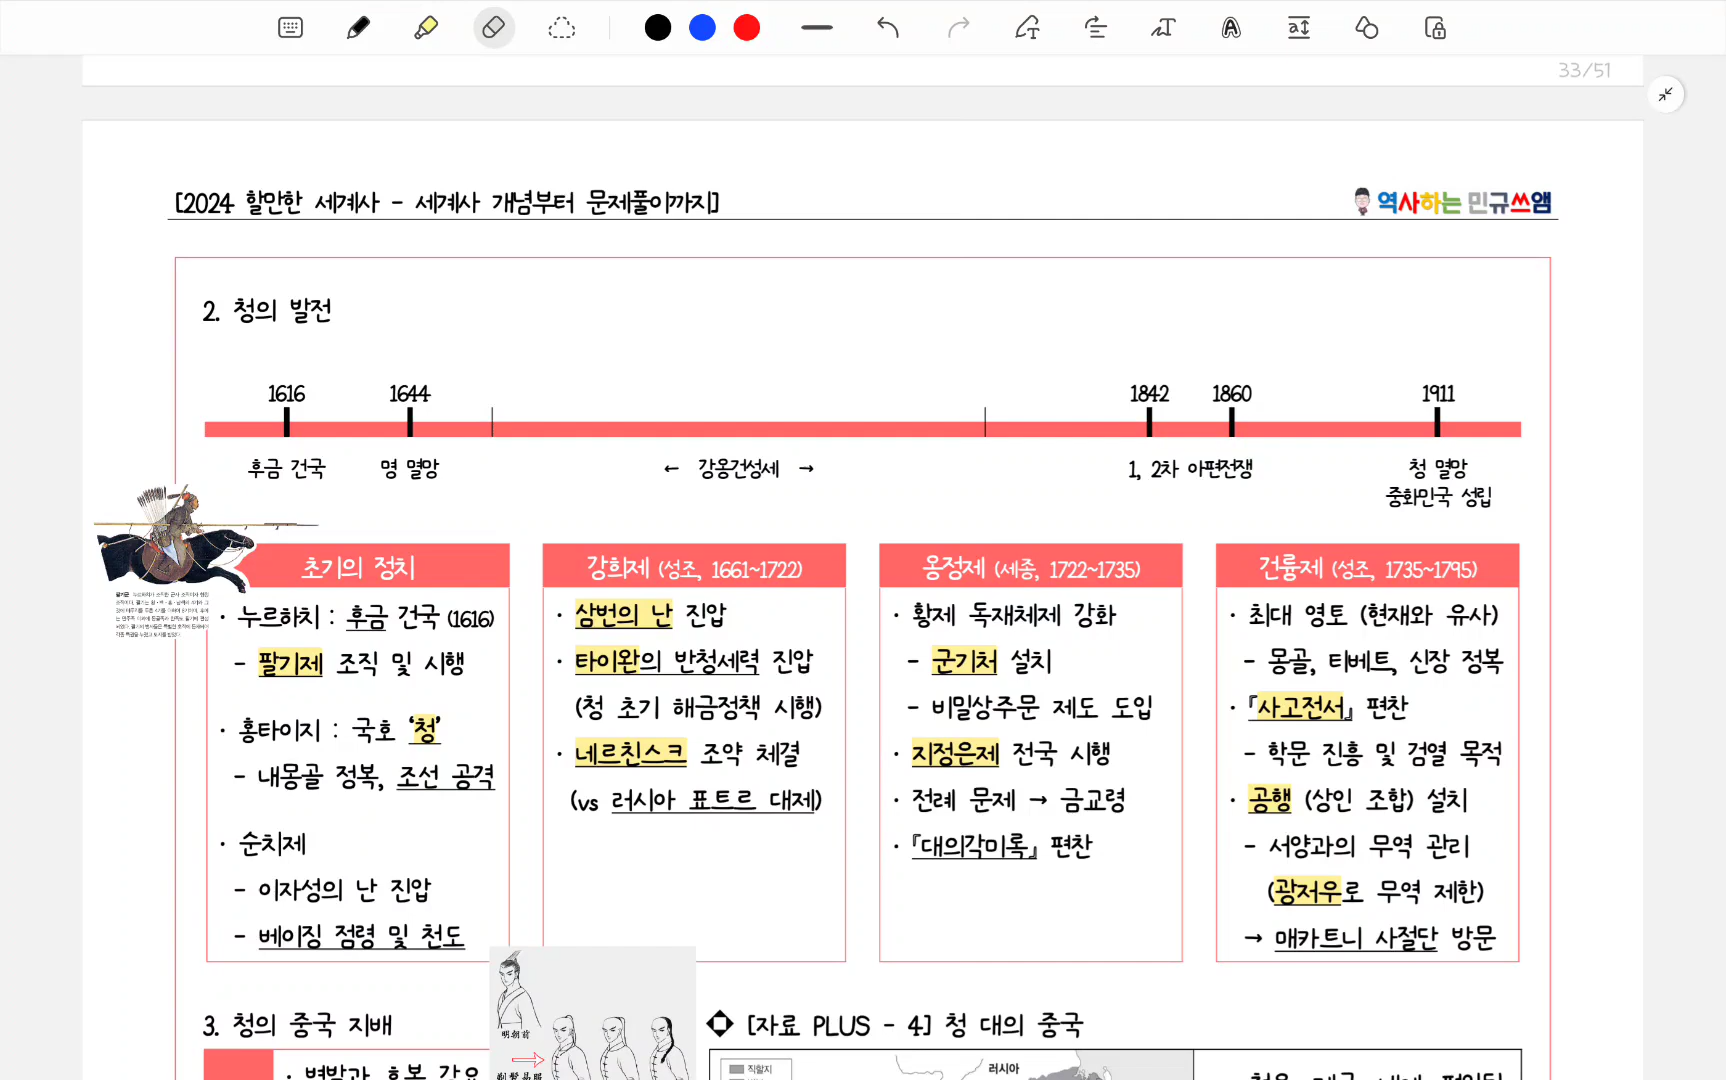 33/51
[2024 할만한 세계사 - 세계사 개념부터 문제풀이까지]
역사하는 민규쓰앰
2. 청의 발전
1616
1644
1842
1860
1911
후금 건국
명 멸망
← 강옹건성세 →
1, 2차 아편전쟁
청 멸망
중화민국 성립
초기의 정치
· 누르하치 : 후금 건국 (1616)
- 팔기제 조직 및 시행
· 홍타이지 : 국호 ‘청’
- 내몽골 정복, 조선 공격
· 순치제
- 이자성의 난 진압
- 베이징 점령 및 천도
강희제 (성조, 1661~1722)
· 삼번의 난 진압
· 타이완의 반청세력 진압
(청 초기 해금정책 시행)
· 네르친스크 조약 체결
(vs 러시아 표트르 대제)
옹정제 (세종, 1722~1735)
· 황제 독재체제 강화
- 군기처 설치
- 비밀상주문 제도 도입
· 지정은제 전국 시행
· 전례 문제 → 금교령
· 『대의각미록』 편찬
건륭제 (성조, 1735~1795)
· 최대 영토 (현재와 유사)
- 몽골, 티베트, 신장 정복
· 『사고전서』 편찬
- 학문 진흥 및 검열 목적
· 공행 (상인 조합) 설치
- 서양과의 무역 관리
(광저우로 무역 제한)
→ 매카트니 사절단 방문
3. 청의 중국 지배
明朝前
[자료 PLUS - 4] 청 대의 중국
직할지
러시아